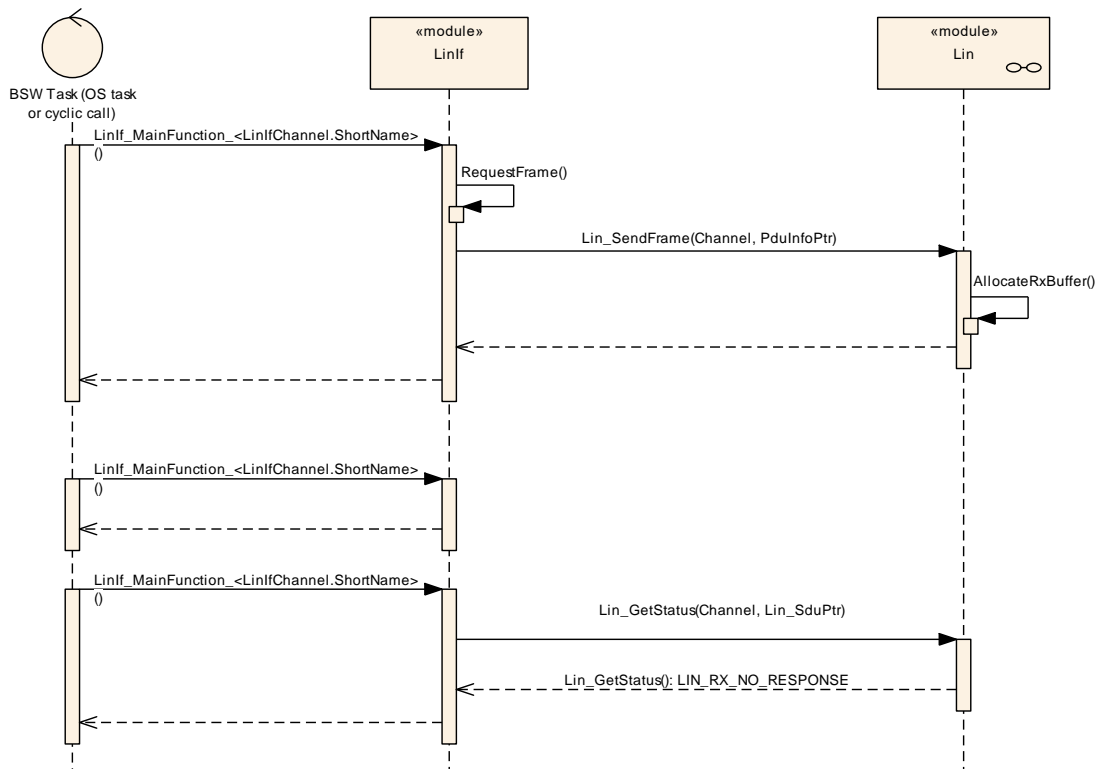 «module»
LinIf
«module»
Lin
BSW Task (OS task
or cyclic call)
LinIf_MainFunction_<LinIfChannel.ShortName>
()
RequestFrame()
Lin_SendFrame(Channel, PduInfoPtr)
AllocateRxBuffer()
LinIf_MainFunction_<LinIfChannel.ShortName>
()
LinIf_MainFunction_<LinIfChannel.ShortName>
()
Lin_GetStatus(Channel, Lin_SduPtr)
Lin_GetStatus(): LIN_RX_NO_RESPONSE